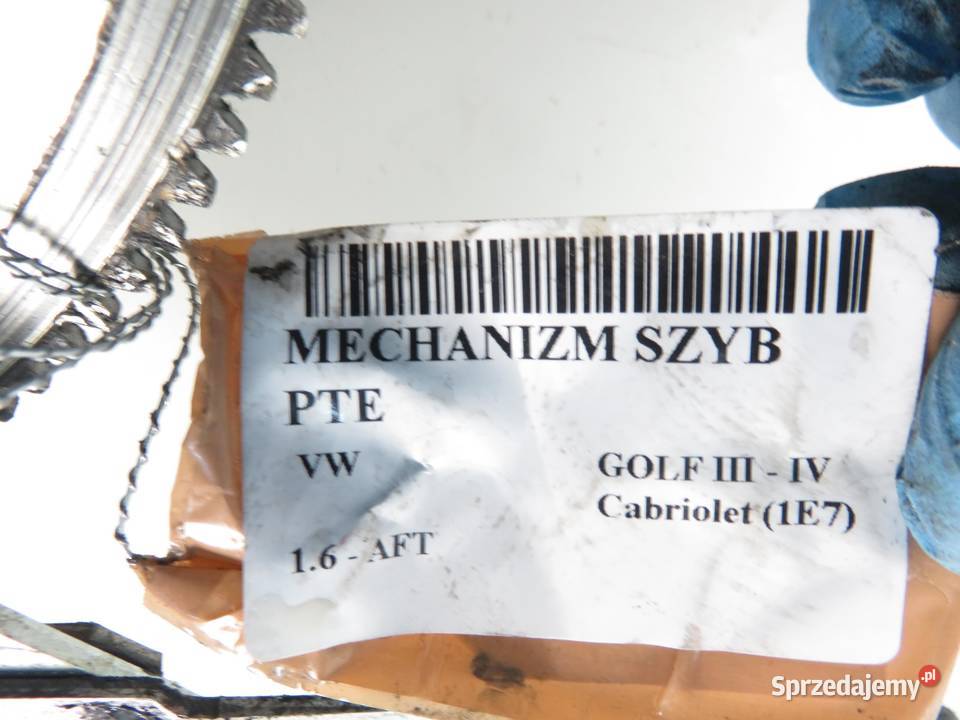 MECHANIZM SZYB
PTE
VW
GOLF III - IV
Cabriolet (1E7)
1.6 - AFT
Sprzedajemy.pl